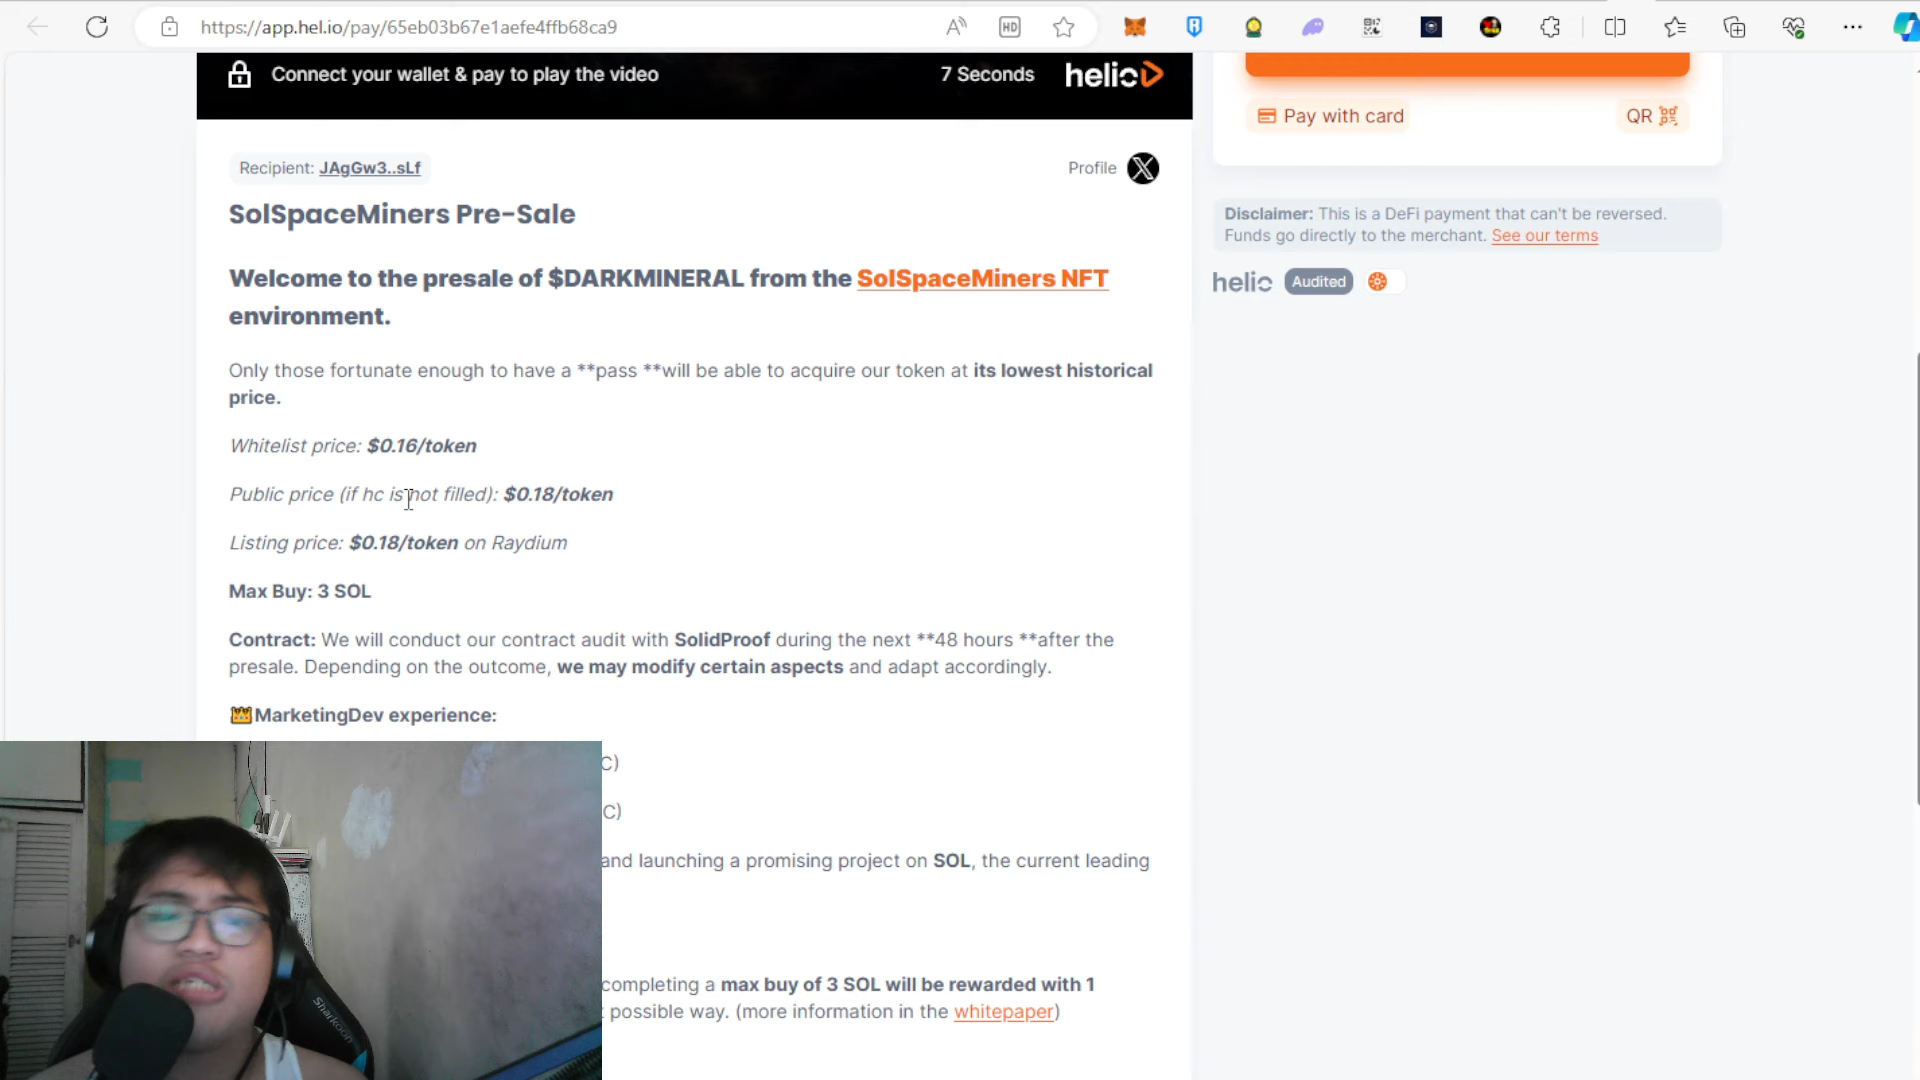 https://app.hel.io/pay/65eb03b67e1aefe4ffb68ca9
HD
Connect your wallet & pay to play the video
7 Seconds
helio
Pay with card
QR
Recipient: JAgGw3..sLf
Profile
SolSpaceMiners Pre-Sale
Disclaimer: This is a DeFi payment that can't be reversed.
Funds go directly to the merchant. See our terms
helio
Audited
Welcome to the presale of $DARKMINERAL from the SolSpaceMiners NFT
environment.
Only those fortunate enough to have a **pass **will be able to acquire our token at its lowest historical
price.
Whitelist price: $0.16/token
Public price (if hc is not filled): $0.18/token
Listing price: $0.18/token on Raydium
Max Buy: 3 SOL
Contract: We will conduct our contract audit with SolidProof during the next **48 hours **after the
presale. Depending on the outcome, we may modify certain aspects and adapt accordingly.
MarketingDev experience:
C)
C)
and launching a promising project on SOL, the current leading
completing a max buy of 3 SOL will be rewarded with 1
possible way. (more information in the whitepaper)
Sharkoon